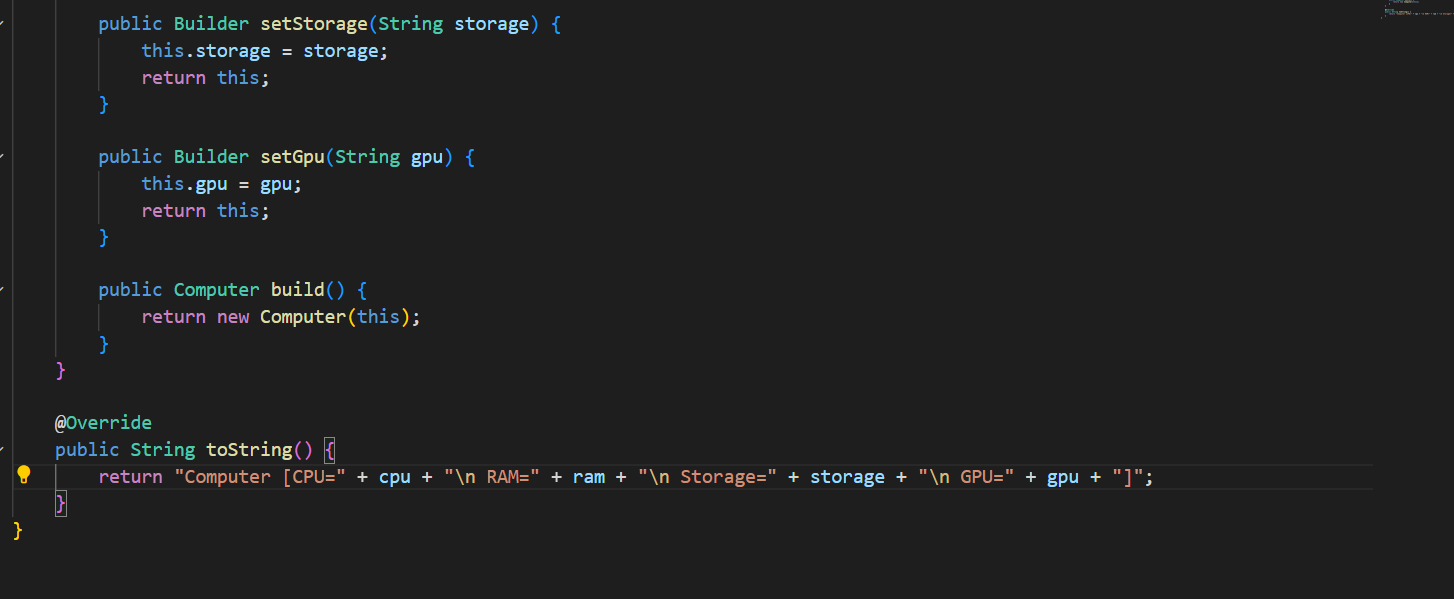 public Builder setStorage(String storage) {
this.storage = storage;
return this;
}
public Builder setGpu(String gpu) {
this.gpu = gpu;
return this;
}
public Computer build() {
return new Computer(this);
}
}
@Override
public String toString() {
return "Computer [CPU=" + cpu + "\n RAM=" + ram + "\n Storage=" + storage + "\n GPU=" + gpu + "]";
}
}